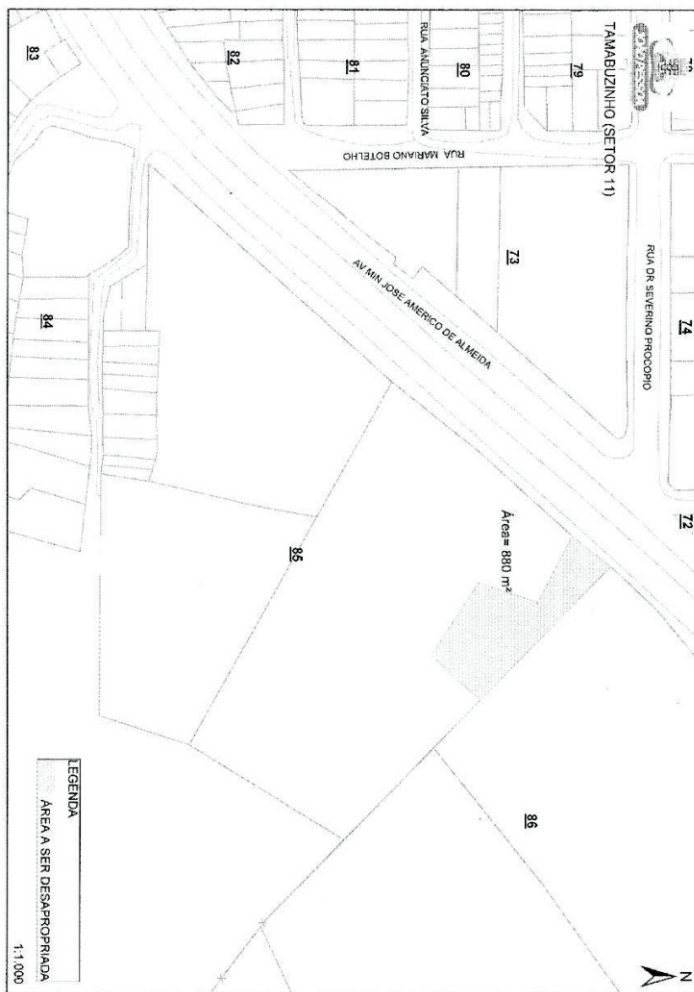 TAMABUZINHO (SETOR 11)
72
74
RUA DR SEVERINO PROCOPIO
79
80
RUA ANUNCIATO SILVA
81
82
83
RUA MARIANO BOTELHO
73
AV MIN JOSE AMERICO DE ALMEIDA
84
85
Área= 880 m²
86
N
LEGENDA
ÁREA A SER DESAPROPRIADA
1:1.000